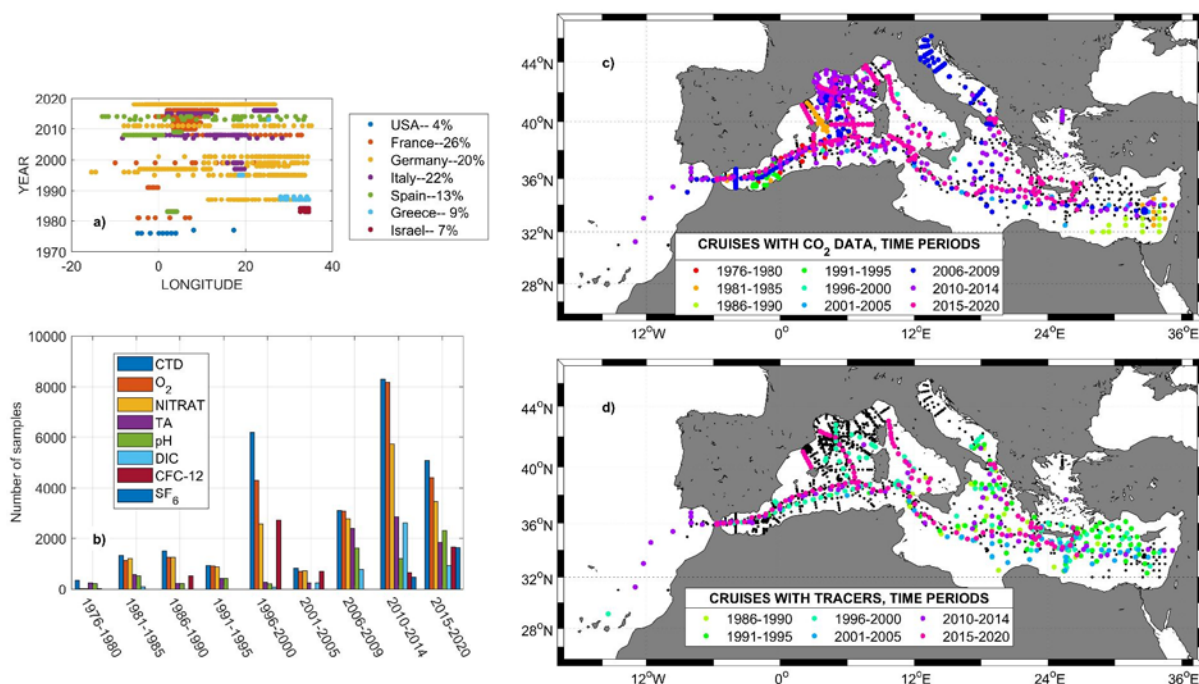 2020
2010
2000
1990
1980
1970
YEAR
a)
-20 0 20 40
LONGITUDE
USA-- 4%
France--26%
Germany--20%
Italy--22%
Spain--13%
Greece-- 9%
Israel-- 7%
10000
8000
6000
4000
2000
0
Number of samples
CTD
O2
NITRAT
TA
pH
DIC
CFC-12
SF6
b)
1976-1980
1981-1985
1986-1990
1991-1995
1996-2000
2001-2005
2006-2009
2010-2014
2015-2020
c)
44°N
40°N
36°N
32°N
28°N
CRUISES WITH CO2 DATA, TIME PERIODS
1976-1980 1991-1995 2006-2009
1981-1985 1996-2000 2010-2014
1986-1990 2001-2005 2015-2020
12°W 0° 12°E 24°E 36°E
d)
44°N
40°N
36°N
32°N
28°N
CRUISES WITH TRACERS, TIME PERIODS
1986-1990 1996-2000 2010-2014
1991-1995 2001-2005 2015-2020
12°W 0° 12°E 24°E 36°E